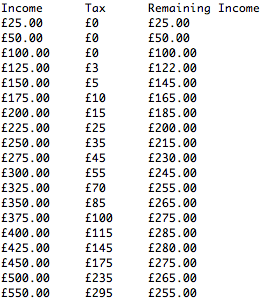 Income Tax Remaining Income
£25.00 £0 £25.00
£50.00 £0 £50.00
£100.00 £0 £100.00
£125.00 £3 £122.00
£150.00 £5 £145.00
£175.00 £10 £165.00
£200.00 £15 £185.00
£225.00 £25 £200.00
£250.00 £35 £215.00
£275.00 £45 £230.00
£300.00 £55 £245.00
£325.00 £70 £255.00
£350.00 £85 £265.00
£375.00 £100 £275.00
£400.00 £115 £285.00
£425.00 £145 £280.00
£450.00 £175 £275.00
£500.00 £235 £265.00
£550.00 £295 £255.00